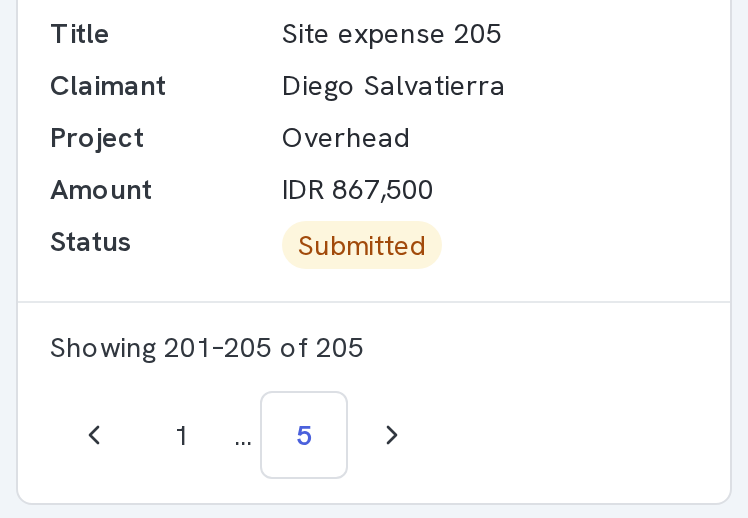 Title Site expense 205
Claimant Diego Salvatierra
Project Overhead
Amount IDR 867,500
Status Submitted
Showing 201–205 of 205
1 ... 5